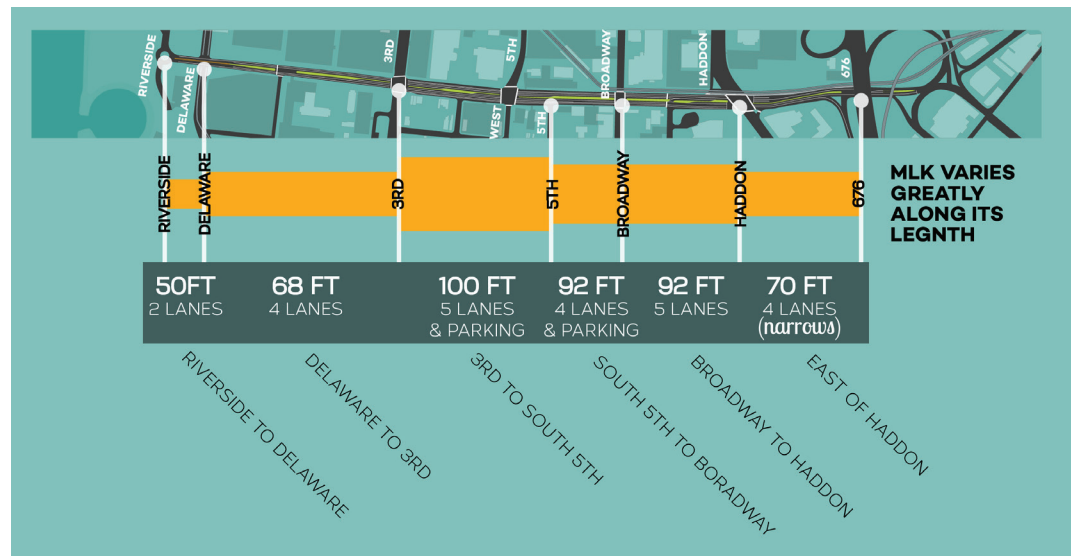 RIVERSIDE
DELAWARE
3RD
WEST
5TH
5TH
BROADWAY
HADDON
676
RIVERSIDE
DELAWARE
3RD
5TH
BROADWAY
HADDON
676
MLK VARIES
GREATLY
ALONG ITS
LEGNTH
50FT
2 LANES
68 FT
4 LANES
100 FT
5 LANES
& PARKING
92 FT
4 LANES
& PARKING
92 FT
5 LANES
70 FT
4 LANES
(narrows)
RIVERSIDE TO DELAWARE
DELAWARE TO 3RD
3RD TO SOUTH 5TH
SOUTH 5TH TO BORADWAY
BROADWAY TO HADDON
EAST OF HADDON